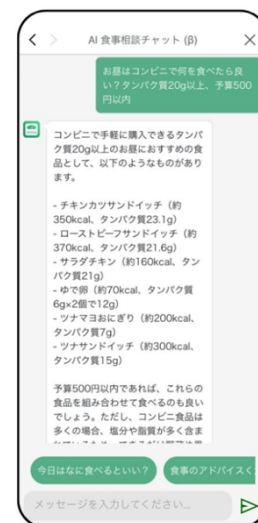 AI 食事相談チャット (β)
お昼はコンビニで何を食べたら良
い？タンパク質20g以上、予算500
円以内
コンビニで手軽に購入できるタンパ
ク質20g以上のお昼におすすめの食
品として、以下のようなものがあり
ます。
- チキンカツサンドイッチ（約
350kcal、タンパク質23.1g）
- ローストビーフサンドイッチ（約
370kcal、タンパク質21.6g）
- サラダチキン（約160kcal、タン
パク質21g）
- ゆで卵（約70kcal、タンパク質
6g×2個で12g）
- ツナマヨおにぎり（約200kcal、
タンパク質7g）
- ツナサンドイッチ（約300kcal、
タンパク質15g）
予算500円以内であれば、これらの
食品を組み合わせて食べるのも良い
でしょう。ただし、コンビニ食品は
多くの場合、塩分や脂質が多く含ま
今日はなに食べるといい？
食事のアドバイスく
メッセージを入力してください...